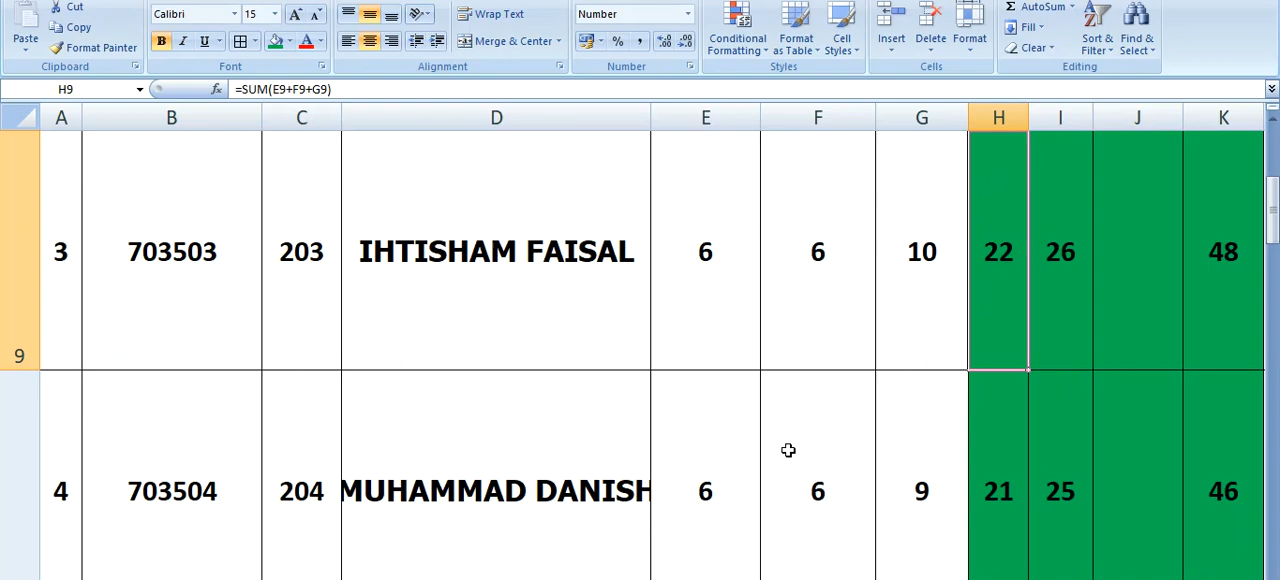 Cut
Calibri 15 A A
Wrap Text
Number
Σ AutoSum
Copy
Paste
Format Painter
B I U A
Merge & Center
% ,
Conditional Formatting
Format as Table
Cell Styles
Insert
Delete
Format
Fill
Clear
Sort & Filter
Find & Select
Clipboard Font Alignment Number Styles Cells Editing
H9 fx =SUM(E9+F9+G9)
A B C D E F G H I J K
3 703503 203 IHTISHAM FAISAL 6 6 10 22 26 48
9
4 703504 204 MUHAMMAD DANISH 6 6 9 21 25 46